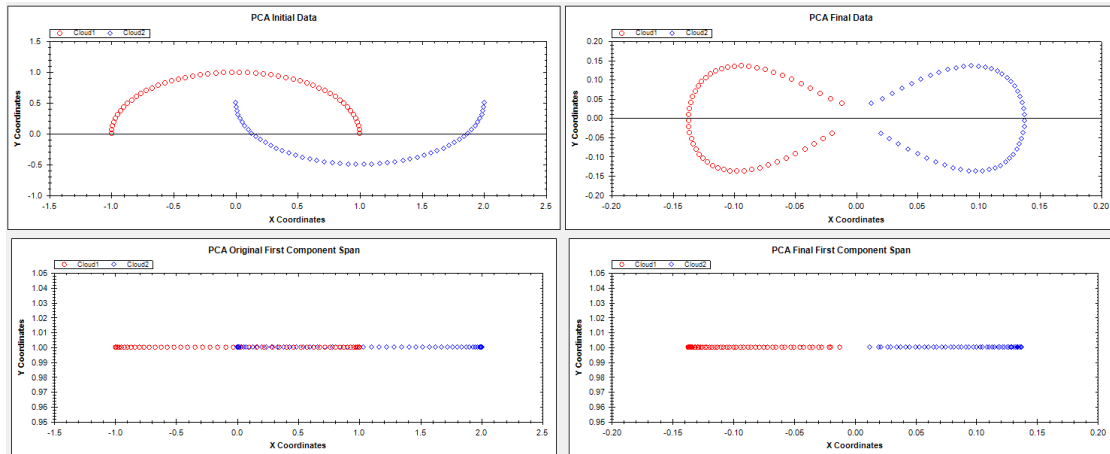 PCA Initial Data
Cloud1 Cloud2
1.5
1.0
0.5
0.0
-0.5
-1.0
Y Coordinates
-1.5 -1.0 -0.5 0.0 0.5 1.0 1.5 2.0 2.5
X Coordinates
PCA Final Data
Cloud1 Cloud2
0.20
0.15
0.10
0.05
0.00
-0.05
-0.10
-0.15
-0.20
Y Coordinates
-0.20 -0.15 -0.10 -0.05 0.00 0.05 0.10 0.15 0.20
X Coordinates
PCA Original First Component Span
Cloud1 Cloud2
1.05
1.04
1.03
1.02
1.01
1.00
0.99
0.98
0.97
0.96
0.95
Y Coordinates
-1.5 -1.0 -0.5 0.0 0.5 1.0 1.5 2.0 2.5
X Coordinates
PCA Final First Component Span
Cloud1 Cloud2
1.05
1.04
1.03
1.02
1.01
1.00
0.99
0.98
0.97
0.96
0.95
Y Coordinates
-0.20 -0.15 -0.10 -0.05 0.00 0.05 0.10 0.15 0.20
X Coordinates